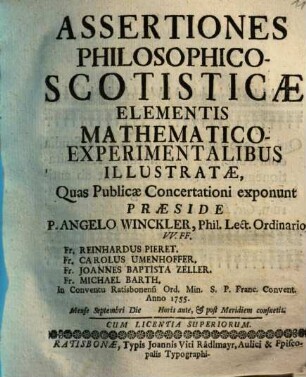 ASSERTIONES
PHILOSOPHICO-
SCOTISTICÆ
ELEMENTIS
MATHEMATICO-
EXPERIMENTALIBUS
ILLUSTRATÆ,
Quas Publicæ Concertationi exponunt
PRÆSIDE
P. ANGELO WINCKLER, Phil. Lect. Ordinario
VV. FF.
Fr. REINHARDUS PIERET.
Fr. CAROLUS UMENHOFFER.
Fr. JOANNES BAPTISTA ZELLER.
Fr. MICHAEL BARTH,
In Conventu Ratisbonensi Ord. Min. S. P. Franc. Convent.
Anno 1755.
Mense Septembri Die Horis ante, & post Meridiem consuetis.
CUM LICENTIA SUPERIORUM.
RATISBONÆ, Typis Joannis Viti Rädlmayr, Aulici & Episco-
palis Typographi.